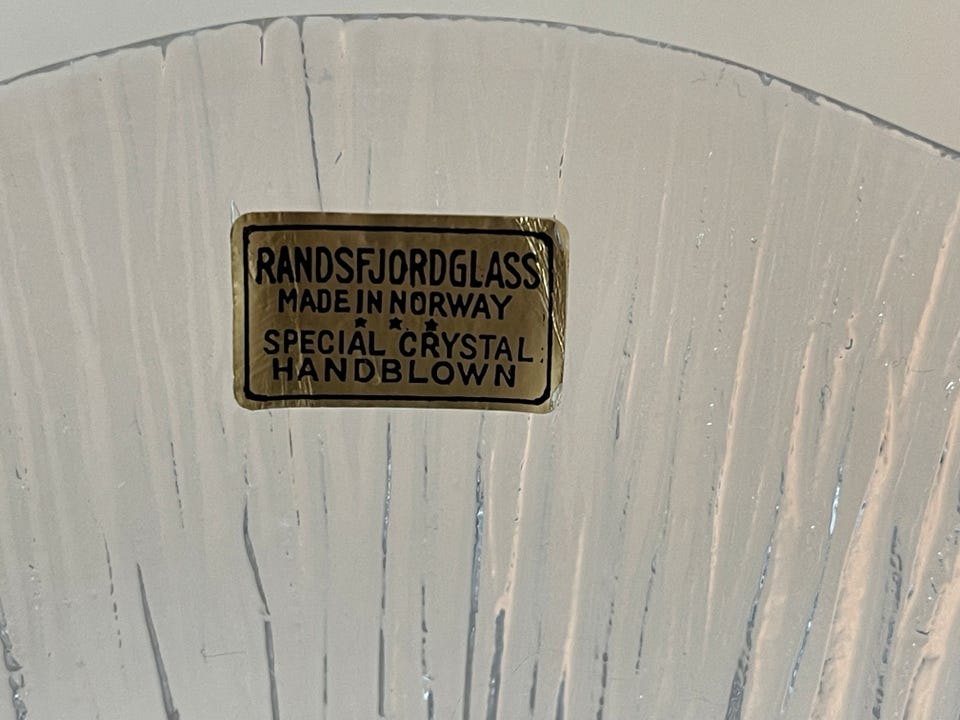 RANDSFJORDGLASS
MADE IN NORWAY
★ ★ ★
SPECIAL CRYSTAL
HANDBLOWN